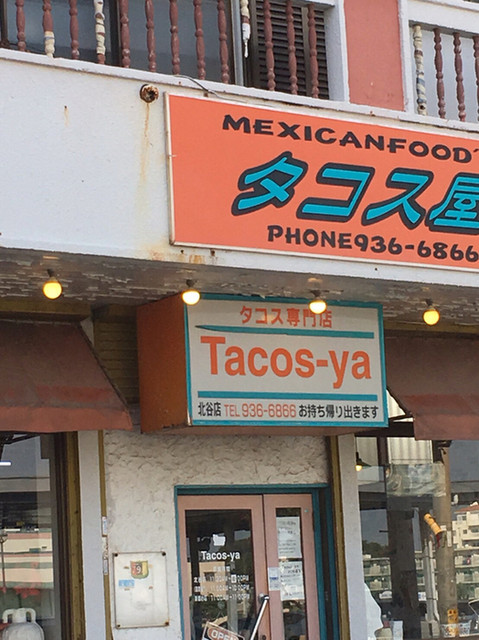 MEXICANFOOD
タコス屋
PHONE936-6866
タコス専門店
Tacos-ya
北谷店 TEL 936-6866 お持ち帰り出きます
Tacos-ya